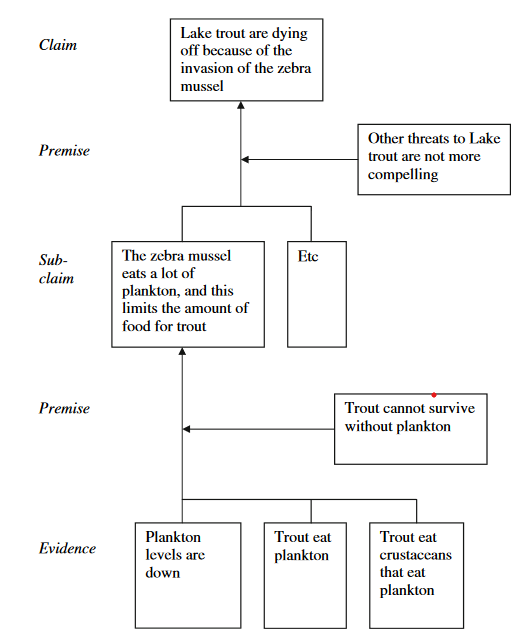 Claim
Lake trout are dying
off because of the
invasion of the zebra
mussel
Premise
Other threats to Lake
trout are not more
compelling
Sub-
claim
The zebra mussel
eats a lot of
plankton, and this
limits the amount of
food for trout
Etc
Premise
Trout cannot survive
without plankton
Evidence
Plankton
levels are
down
Trout eat
plankton
Trout eat
crustaceans
that eat
plankton